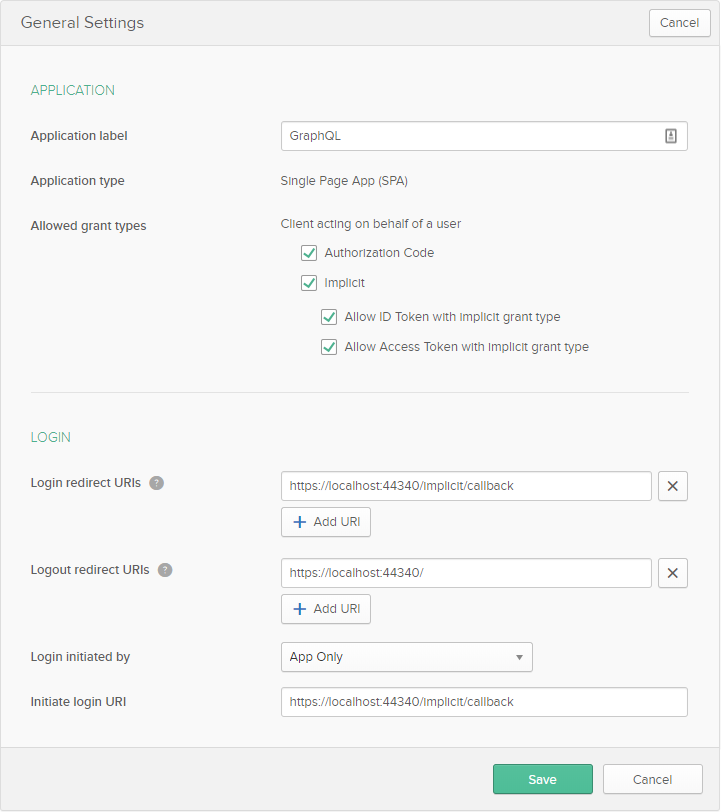 General Settings
Cancel
APPLICATION
Application label
GraphQL
Application type
Single Page App (SPA)
Allowed grant types
Client acting on behalf of a user
Authorization Code
Implicit
Allow ID Token with implicit grant type
Allow Access Token with implicit grant type
LOGIN
Login redirect URIs ?
https://localhost:44340/implicit/callback
+ Add URI
Logout redirect URIs ?
https://localhost:44340/
+ Add URI
Login initiated by
App Only
Initiate login URI
https://localhost:44340/implicit/callback
Save
Cancel